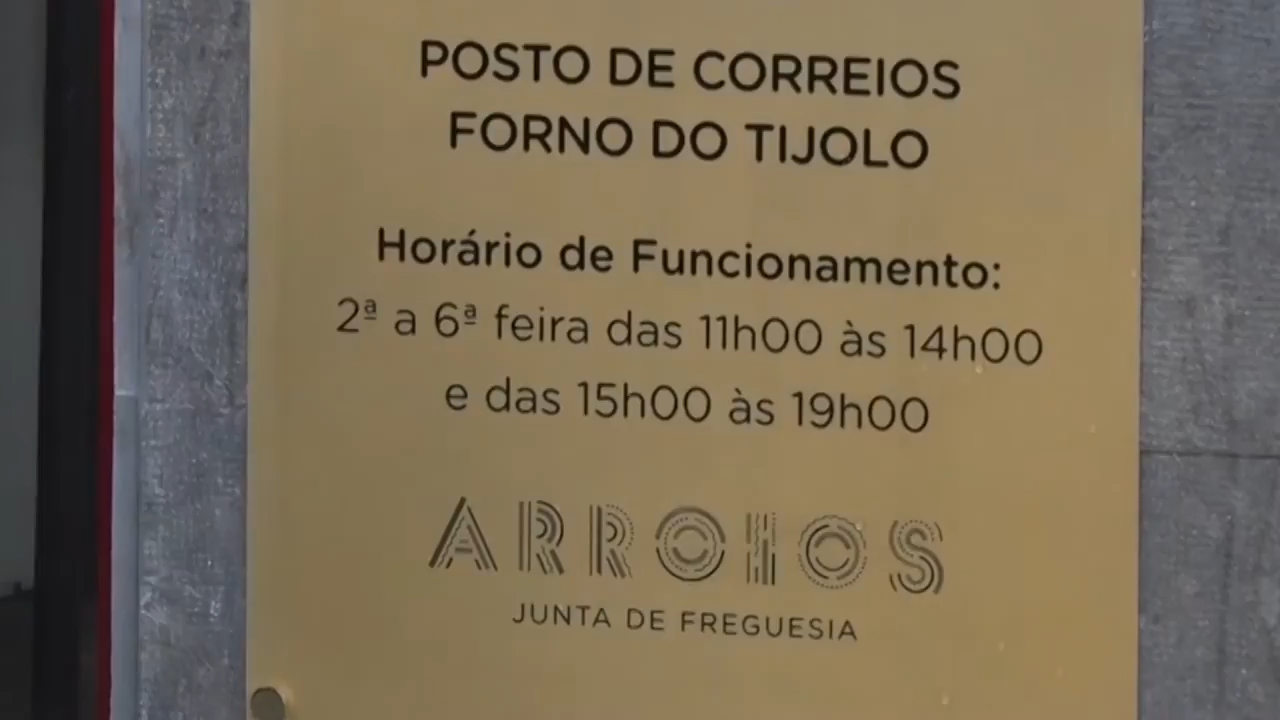 POSTO DE CORREIOS
FORNO DO TIJOLO
Horário de Funcionamento:
2ª a 6ª feira das 11h00 às 14h00
e das 15h00 às 19h00
ARROIOS
JUNTA DE FREGUESIA